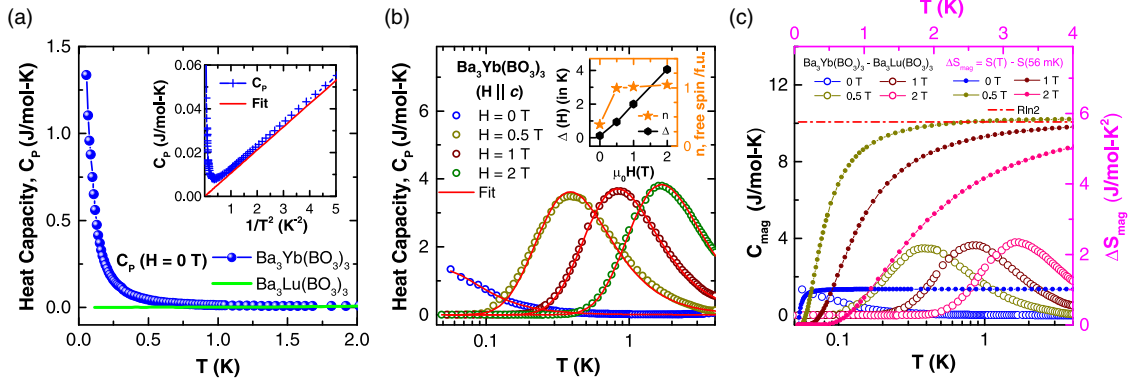 (a)
Heat Capacity, C_P (J/mol-K)
1.5
1.0
0.5
0.0
0.0 0.5 1.0 1.5 2.0
T (K)
C_P (J/mol-K)
0.06
0.04
0.02
0.00
1 2 3 4 5
1/T² (K⁻²)
C_P
Fit
C_P (H = 0 T)
Ba₃Yb(BO₃)₃
Ba₃Lu(BO₃)₃
(b)
Heat Capacity, C_P (J/mol-K)
6
4
2
0
0.1 1
T (K)
Ba₃Yb(BO₃)₃
(H || c)
H = 0 T
H = 0.5 T
H = 1 T
H = 2 T
Fit
Δ (H) (in K)
4
2
0
0 1 2
μ₀H(T)
n
Δ
1
0
n, free spin /f.u.
(c)
T (K)
0 1 2 3 4
C_mag (J/mol-K)
12
8
4
0
0.1 1
T (K)
Ba₃Yb(BO₃)₃ - Ba₃Lu(BO₃)₃
0 T 1 T
0.5 T 2 T
ΔS_mag = S(T) - S(56 mK)
0 T 1 T
0.5 T 2 T
Rln2
6
5
4
3
2
1
0
ΔS_mag (J/mol-K²)